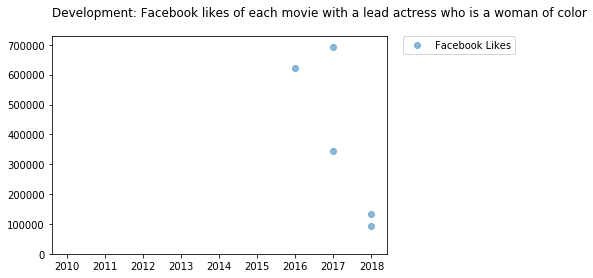 Development: Facebook likes of each movie with a lead actress who is a woman of color
Facebook Likes
700000
600000
500000
400000
300000
200000
100000
0
2010 2011 2012 2013 2014 2015 2016 2017 2018